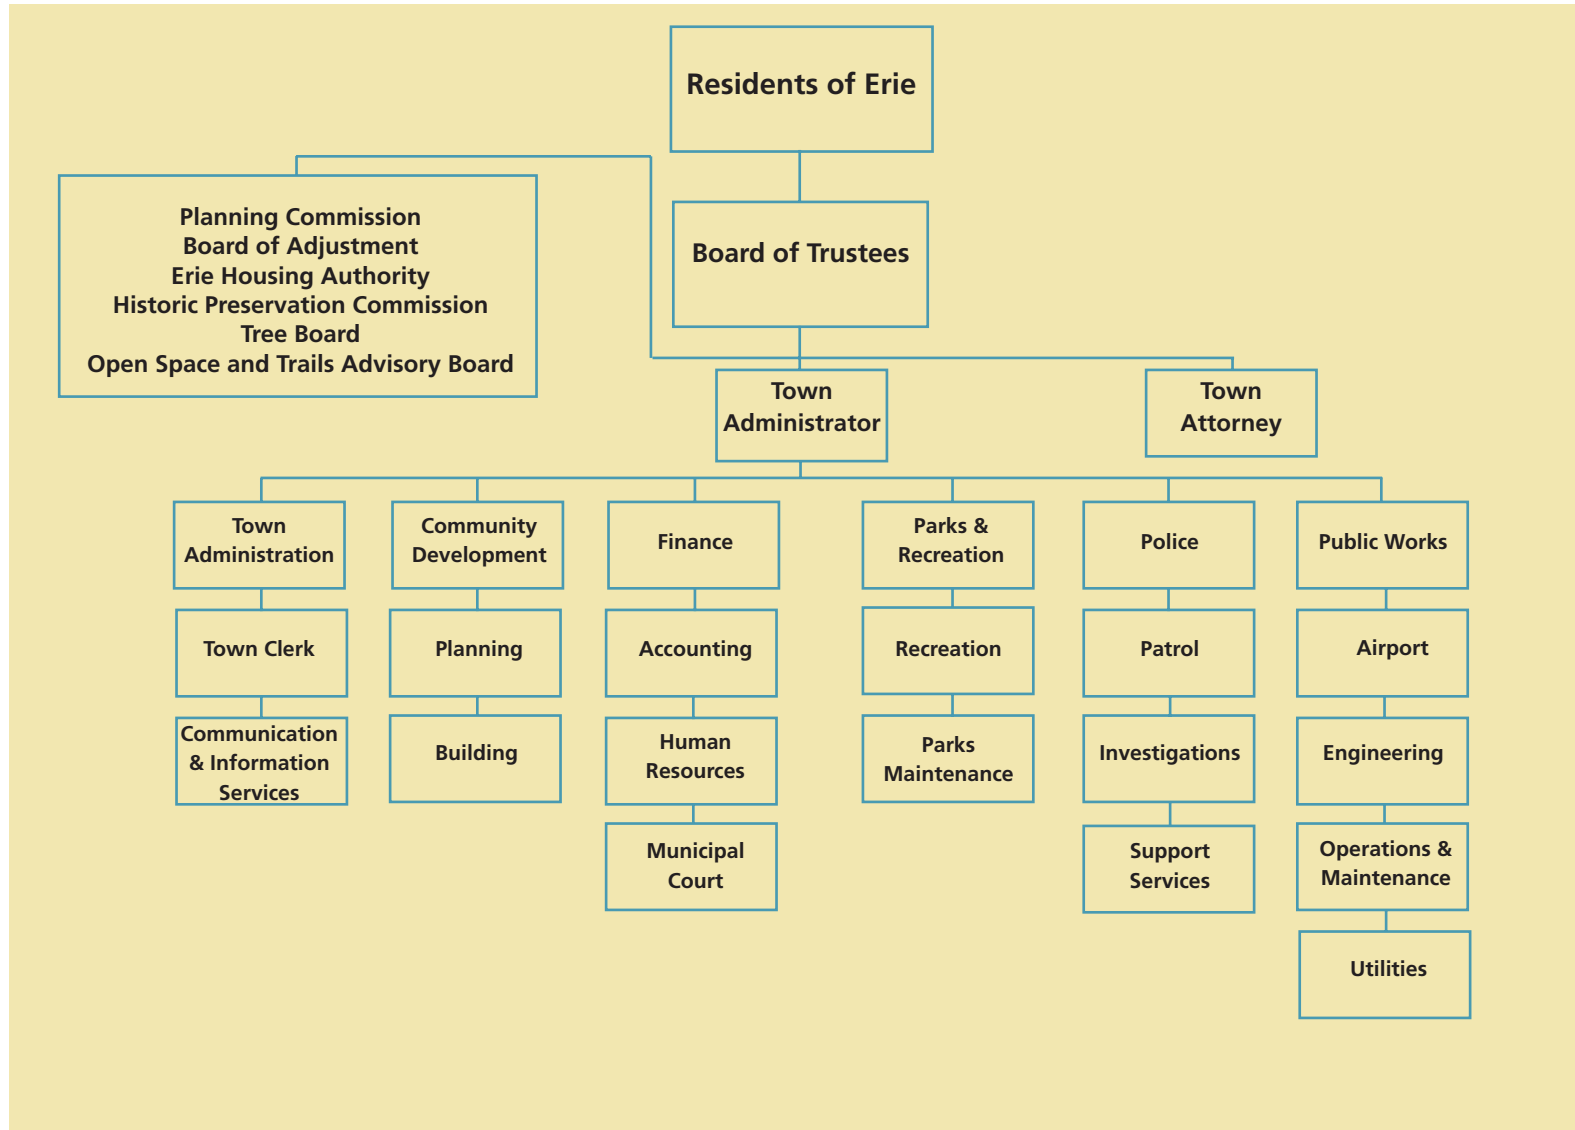 Residents of Erie
Planning Commission
Board of Adjustment
Erie Housing Authority
Historic Preservation Commission
Tree Board
Open Space and Trails Advisory Board
Board of Trustees
Town
Administrator
Town
Attorney
Town
Administration
Community
Development
Finance
Parks &
Recreation
Police
Public Works
Town Clerk
Planning
Accounting
Recreation
Patrol
Airport
Communication
& Information
Services
Building
Human
Resources
Parks
Maintenance
Investigations
Engineering
Municipal
Court
Support
Services
Operations &
Maintenance
Utilities